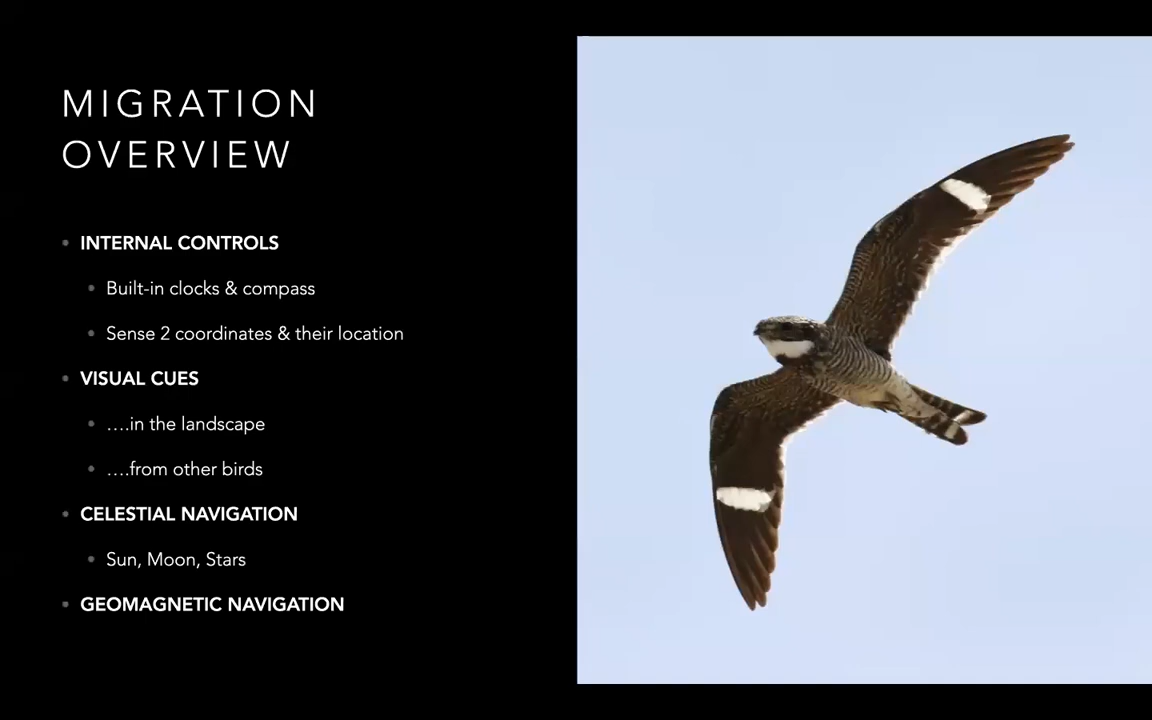 MIGRATION
OVERVIEW
INTERNAL CONTROLS
Built-in clocks & compass
Sense 2 coordinates & their location
VISUAL CUES
….in the landscape
….from other birds
CELESTIAL NAVIGATION
Sun, Moon, Stars
GEOMAGNETIC NAVIGATION